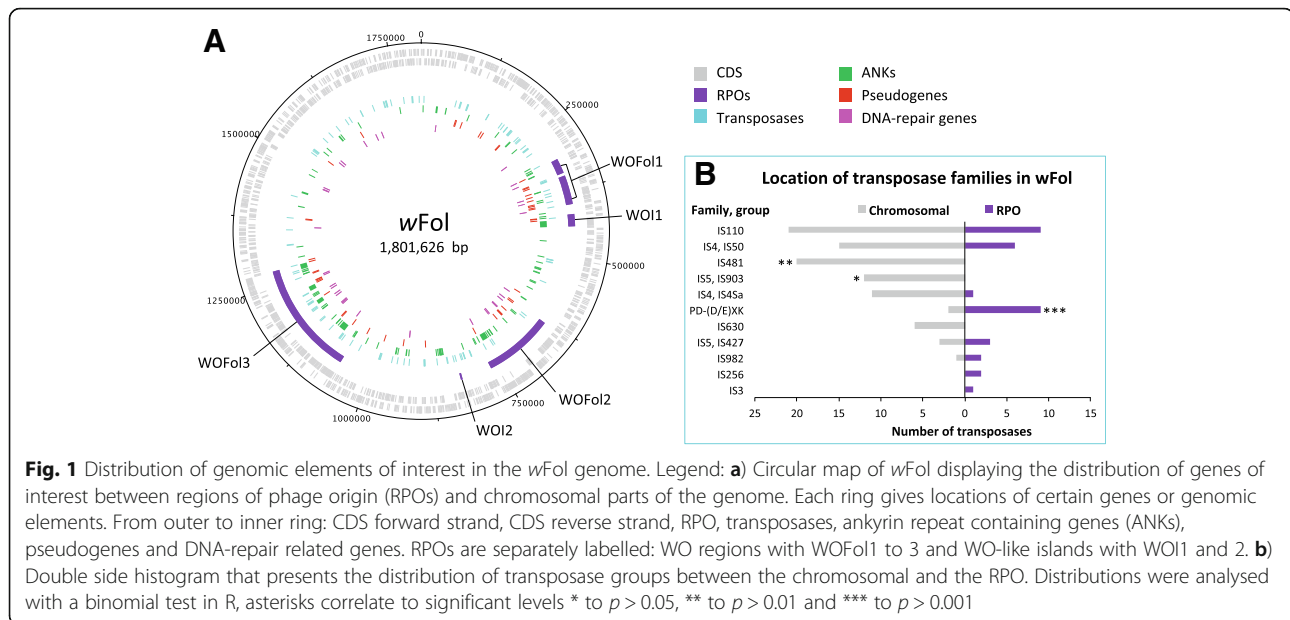 A
1750000
0
250000
500000
750000
1000000
1250000
1500000
wFol
1,801,626 bp
WOFol1
WOI1
WOFol2
WOI2
WOFol3
CDS
RPOs
Transposases
ANKs
Pseudogenes
DNA-repair genes
B
Location of transposase families in wFol
Family, group
Chromosomal
RPO
IS110
IS4, IS50
IS481
**
IS5, IS903
*
IS4, IS4Sa
PD-(D/E)XK
***
IS630
IS5, IS427
IS982
IS256
IS3
25 20 15 10 5 0 5 10 15
Number of transposases
Fig. 1 Distribution of genomic elements of interest in the wFol genome. Legend: a) Circular map of wFol displaying the distribution of genes of
interest between regions of phage origin (RPOs) and chromosomal parts of the genome. Each ring gives locations of certain genes or genomic
elements. From outer to inner ring: CDS forward strand, CDS reverse strand, RPO, transposases, ankyrin repeat containing genes (ANKs),
pseudogenes and DNA-repair related genes. RPOs are separately labelled: WO regions with WOFol1 to 3 and WO-like islands with WOI1 and 2. b)
Double side histogram that presents the distribution of transposase groups between the chromosomal and the RPO. Distributions were analysed
with a binomial test in R, asterisks correlate to significant levels * to p > 0.05, ** to p > 0.01 and *** to p > 0.001